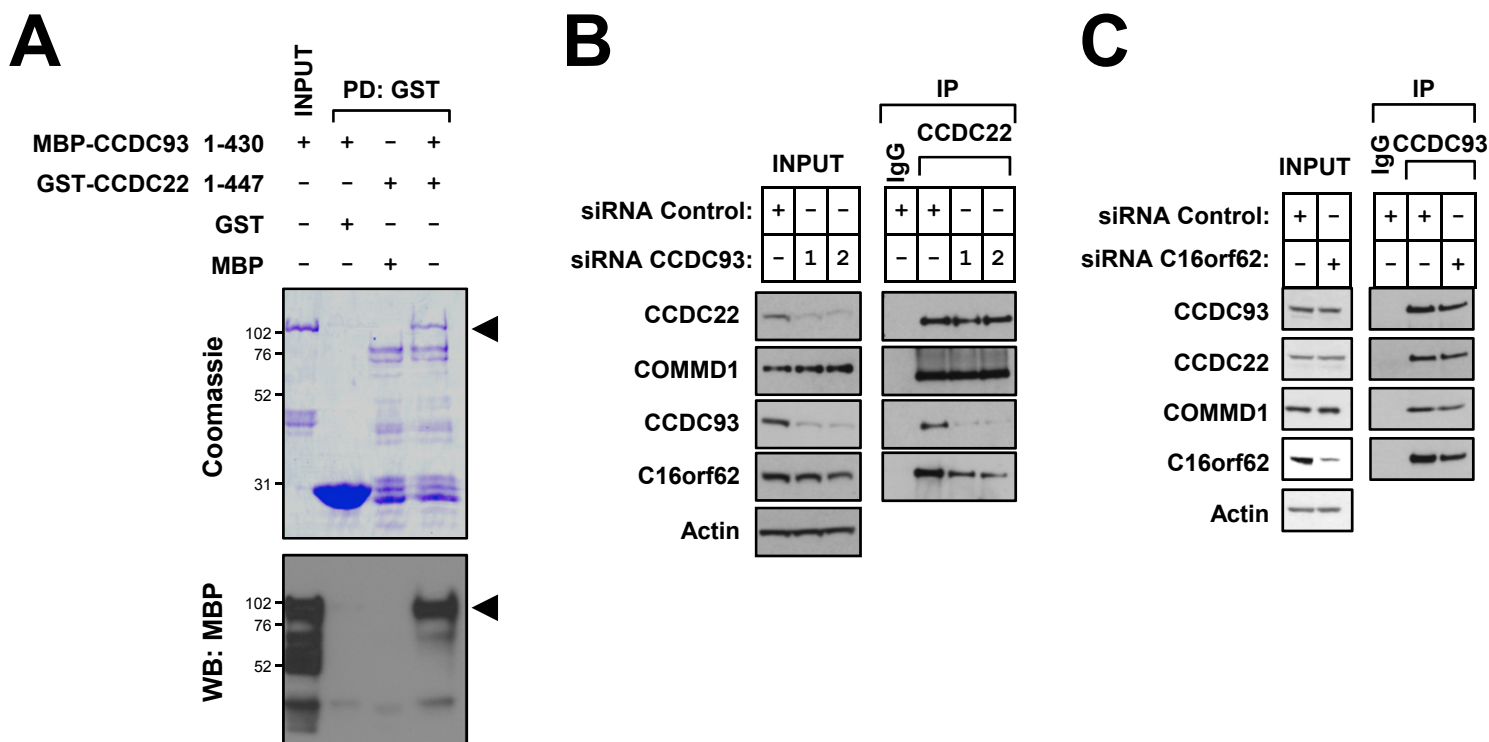 A
INPUT
PD: GST
MBP-CCDC93 1-430 + + − +
GST-CCDC22 1-447 − − + +
GST − + − −
MBP − − + −
Coomassie
102
76
52
31
WB: MBP
102
76
52
B
IP
CCDC22
INPUT
IgG
siRNA Control: + − − + + − −
siRNA CCDC93: − 1 2 − − 1 2
CCDC22
COMMD1
CCDC93
C16orf62
Actin
C
IP
IgG
CCDC93
INPUT
siRNA Control: + − + + −
siRNA C16orf62: − + − − +
CCDC93
CCDC22
COMMD1
C16orf62
Actin